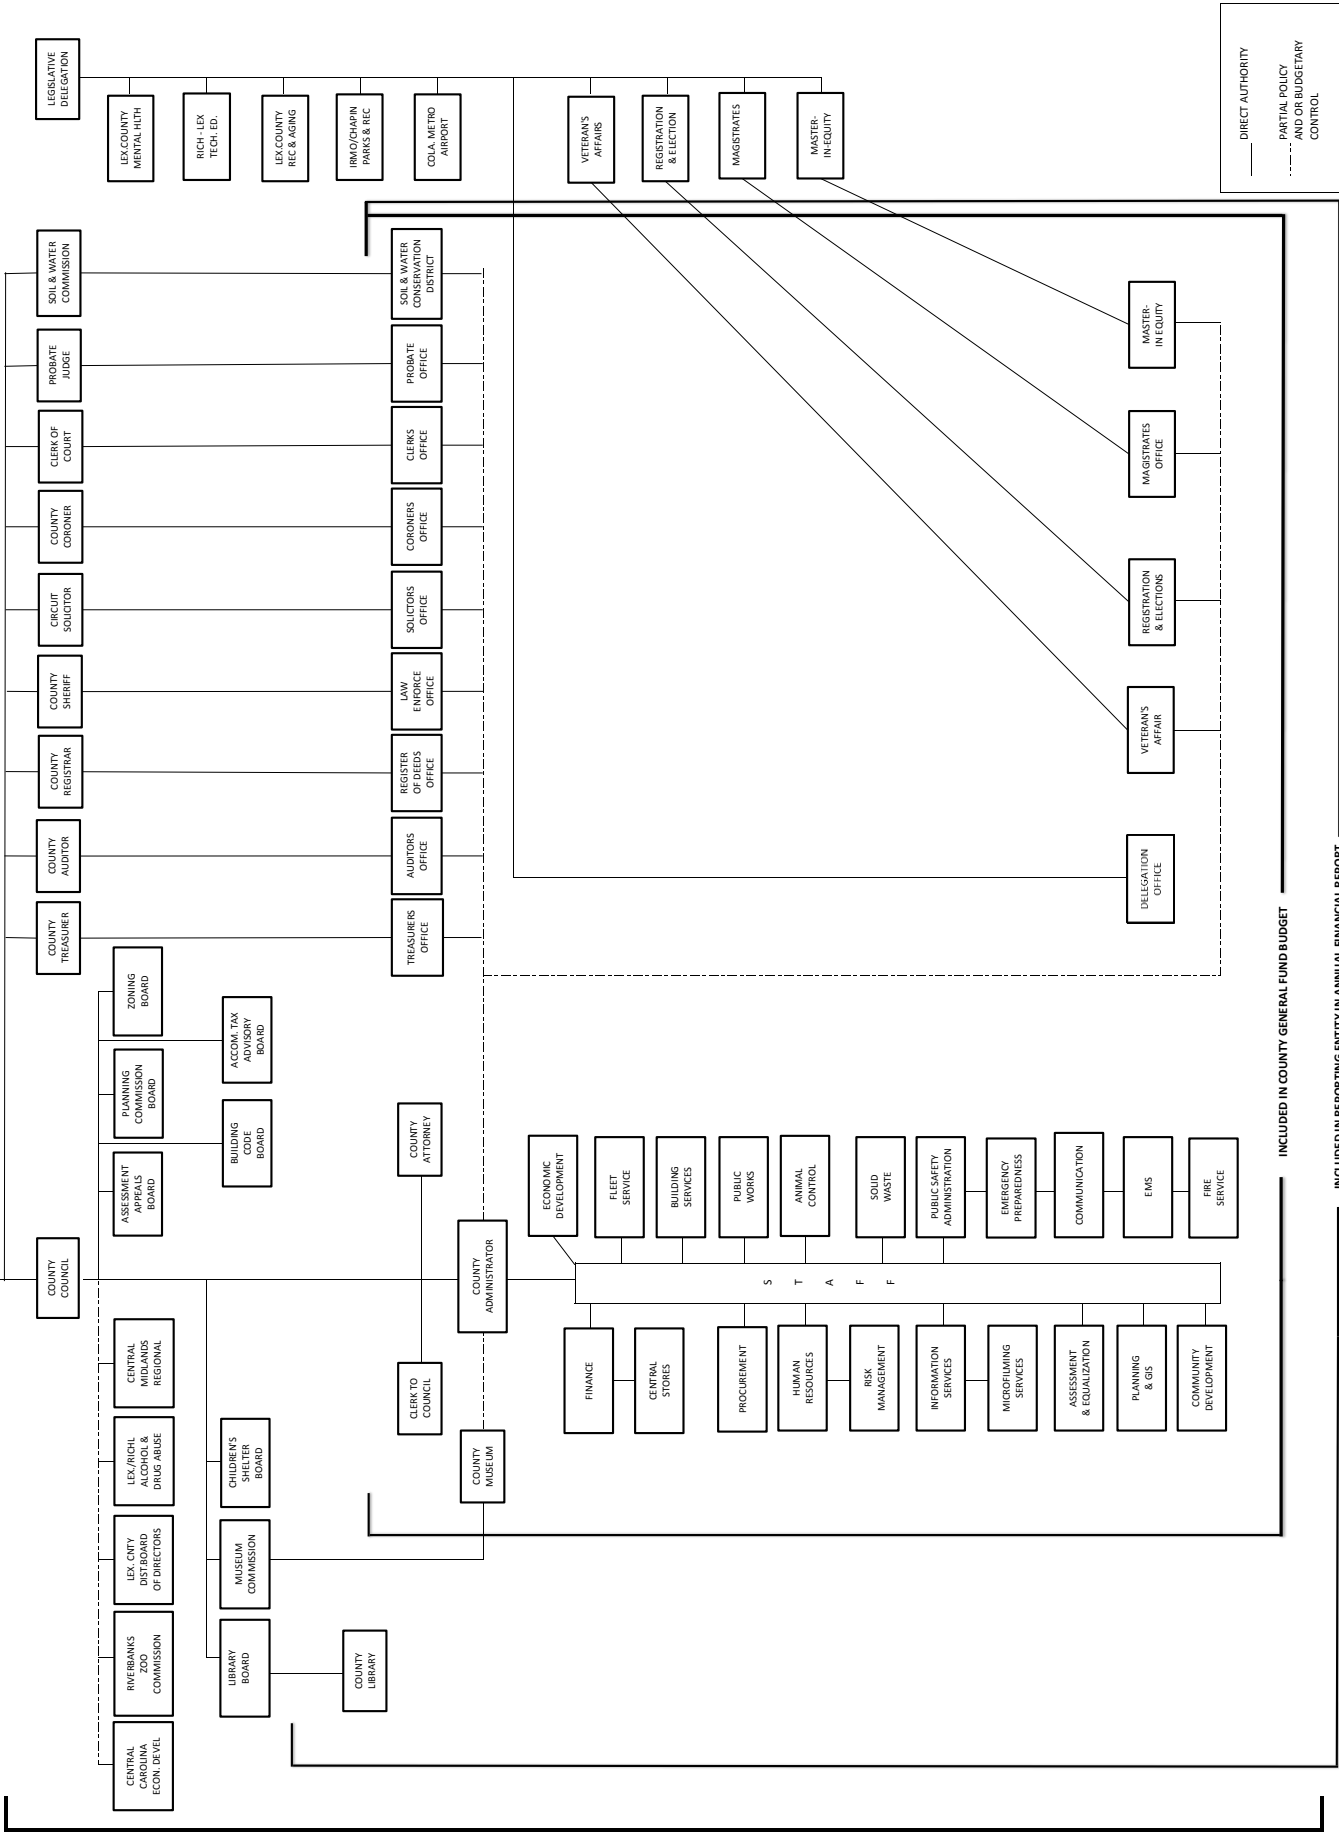 COUNTY
COUNCIL
COUNTY
TREASURER
COUNTY
AUDITOR
COUNTY
REGISTRAR
COUNTY
SHERIFF
CIRCUIT
SOLICITOR
COUNTY
CORONER
CLERK OF
COURT
PROBATE
JUDGE
SOIL & WATER
COMMISSION
LEGISLATIVE
DELEGATION
CENTRAL
CAROLINA
ECON. DEVEL
RIVERBANKS
ZOO
COMMISSION
LEX. CNTY
DIST.BOARD
OF DIRECTORS
LEX./RICHL
ALCOHOL &
DRUG ABUSE
CENTRAL
MIDLANDS
REGIONAL
ASSESSMENT
APPEALS
BOARD
PLANNING
COMMISSION
BOARD
ZONING
BOARD
LEX.COUNTY
MENTAL HLTH
RICH - LEX
TECH. ED.
LEX.COUNTY
REC & AGING
IRMO/CHAPIN
PARKS & REC
COLA. METRO
AIRPORT
LIBRARY
BOARD
MUSEUM
COMMISSION
CHILDREN'S
SHELTER
BOARD
BUILDING
CODE
BOARD
ACCOM. TAX
ADVISORY
BOARD
COUNTY
LIBRARY
CLERK TO
COUNCIL
COUNTY
ATTORNEY
TREASURERS
OFFICE
AUDITORS
OFFICE
REGISTER
OF DEEDS
OFFICE
LAW
ENFORCE
OFFICE
SOLICTORS
OFFICE
CORONERS
OFFICE
CLERKS
OFFICE
PROBATE
OFFICE
SOIL & WATER
CONSERVATION
DISTRICT
COUNTY
MUSEUM
COUNTY
ADMINISTRATOR
VETERAN'S
AFFAIRS
REGISTRATION
& ELECTION
MAGISTRATES
MASTER-
IN-EQUITY
S
T
A
F
F
FINANCE
CENTRAL
STORES
PROCUREMENT
HUMAN
RESOURCES
RISK
MANAGEMENT
INFORMATION
SERVICES
MICROFILMING
SERVICES
ASSESSMENT
& EQUALIZATION
PLANNING
& GIS
COMMUNITY
DEVELOPMENT
ECONOMIC
DEVELOPMENT
FLEET
SERVICE
BUILDING
SERVICES
PUBLIC
WORKS
ANIMAL
CONTROL
SOLID
WASTE
PUBLIC SAFETY
ADMINISTRATION
EMERGENCY
PREPAREDNESS
COMMUNICATION
EMS
FIRE
SERVICE
DELEGATION
OFFICE
VETERAN'S
AFFAIR
REGISTRATION
& ELECTIONS
MAGISTRATES
OFFICE
MASTER-
IN EQUITY
DIRECT AUTHORITY
PARTIAL POLICY
AND OR BUDGETARY
CONTROL
INCLUDED IN COUNTY GENERAL FUND BUDGET
INCLUDED IN REPORTING ENTITY IN ANNUAL FINANCIAL REPORT